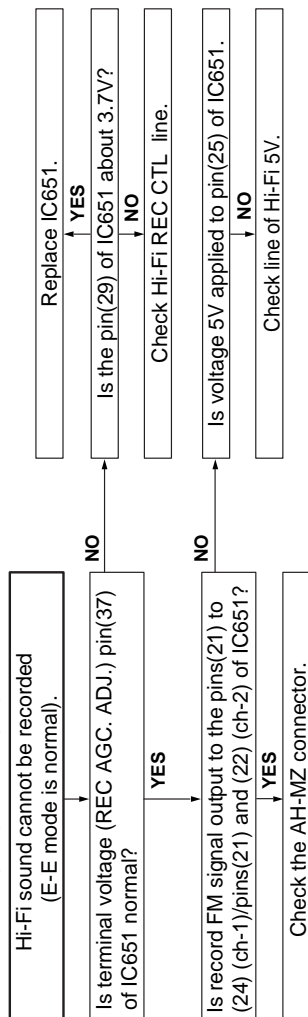 Hi-Fi sound cannot be recorded
(E-E mode is normal).
Is terminal voltage (REC AGC. ADJ.) pin(37)
of IC651 normal?
NO
Replace IC651.
YES
Is the pin(29) of IC651 about 3.7V?
NO
Check Hi-Fi REC CTL line.
YES
Is record FM signal output to the pins(21) to
(24) (ch-1)/pins(21) and (22) (ch-2) of IC651?
NO
Is voltage 5V applied to pin(25) of IC651.
NO
Check line of Hi-Fi 5V.
YES
Check the AH-MZ connector.